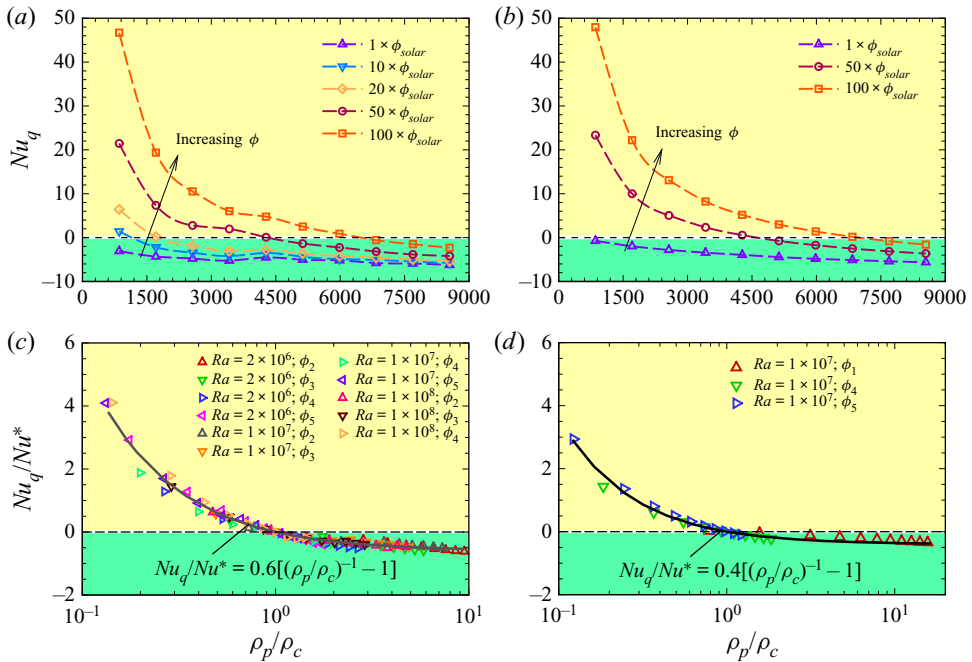 (a)
50
40
30
20
10
0
−10
Nu_q
1 × ϕ_solar
10 × ϕ_solar
20 × ϕ_solar
50 × ϕ_solar
100 × ϕ_solar
Increasing ϕ
0 1500 3000 4500 6000 7500 9000
(b)
50
40
30
20
10
0
−10
1 × ϕ_solar
50 × ϕ_solar
100 × ϕ_solar
Increasing ϕ
0 1500 3000 4500 6000 7500 9000
(c)
6
4
2
0
−2
Nu_q/Nu*
Ra = 2 × 10^6; ϕ_2
Ra = 2 × 10^6; ϕ_3
Ra = 2 × 10^6; ϕ_4
Ra = 2 × 10^6; ϕ_5
Ra = 1 × 10^7; ϕ_2
Ra = 1 × 10^7; ϕ_3
Ra = 1 × 10^7; ϕ_4
Ra = 1 × 10^7; ϕ_5
Ra = 1 × 10^8; ϕ_2
Ra = 1 × 10^8; ϕ_3
Ra = 1 × 10^8; ϕ_4
Nu_q/Nu* = 0.6[(ρ_p/ρ_c)^−1 − 1]
10^−1 10^0 10^1
ρ_p/ρ_c
(d)
6
4
2
0
−2
Ra = 1 × 10^7; ϕ_1
Ra = 1 × 10^7; ϕ_4
Ra = 1 × 10^7; ϕ_5
Nu_q/Nu* = 0.4[(ρ_p/ρ_c)^−1 − 1]
10^−1 10^0 10^1
ρ_p/ρ_c